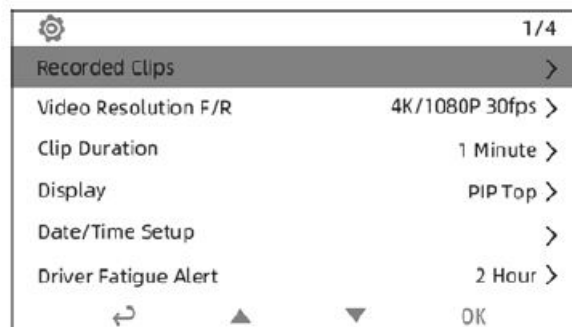 1/4
Recorded Clips >
Video Resolution F/R 4K/1080P 30fps >
Clip Duration 1 Minute >
Display PIP Top >
Date/Time Setup >
Driver Fatigue Alert 2 Hour >
OK